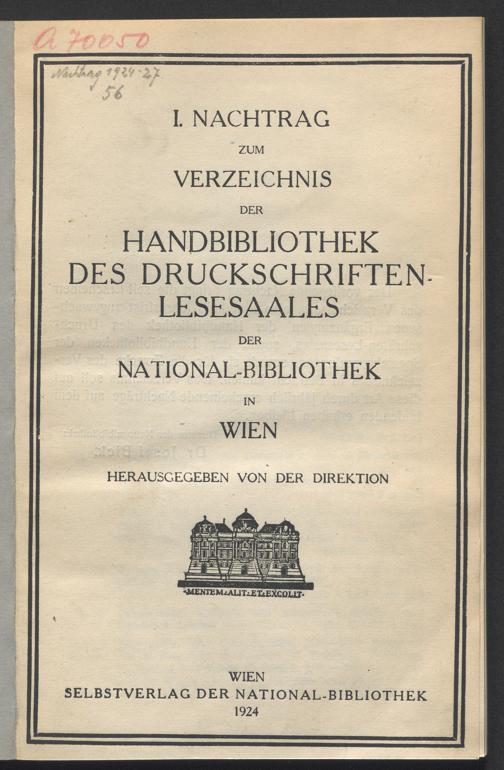 A 70050
Nachtrag 1924-27
56
I. NACHTRAG
ZUM
VERZEICHNIS
DER
HANDBIBLIOTHEK
DES DRUCKSCHRIFTEN-
LESESAALES
DER
NATIONAL-BIBLIOTHEK
IN
WIEN
HERAUSGEGEBEN VON DER DIREKTION
·MENTEM·ALIT·ET·EXCOLIT·
WIEN
SELBSTVERLAG DER NATIONAL-BIBLIOTHEK
1924